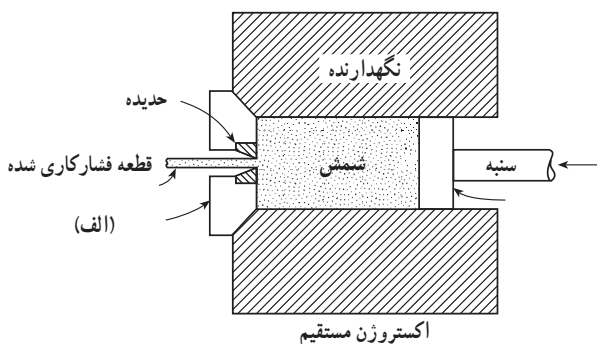 نگهدارنده
حدیده
شمش
سنبه
قطعه فشارکاری شده
(الف)
اکستروژن مستقیم